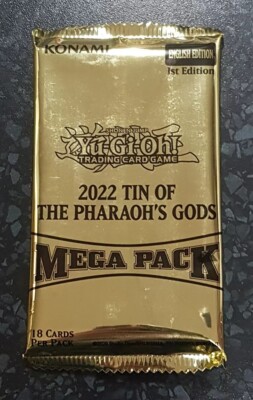 KONAMI
ENGLISH EDITION
1st Edition
Yu-Gi-Oh!
TRADING CARD GAME
2022 TIN OF
THE PHARAOH'S GODS
MEGA PACK
18 CARDS
PER PACK